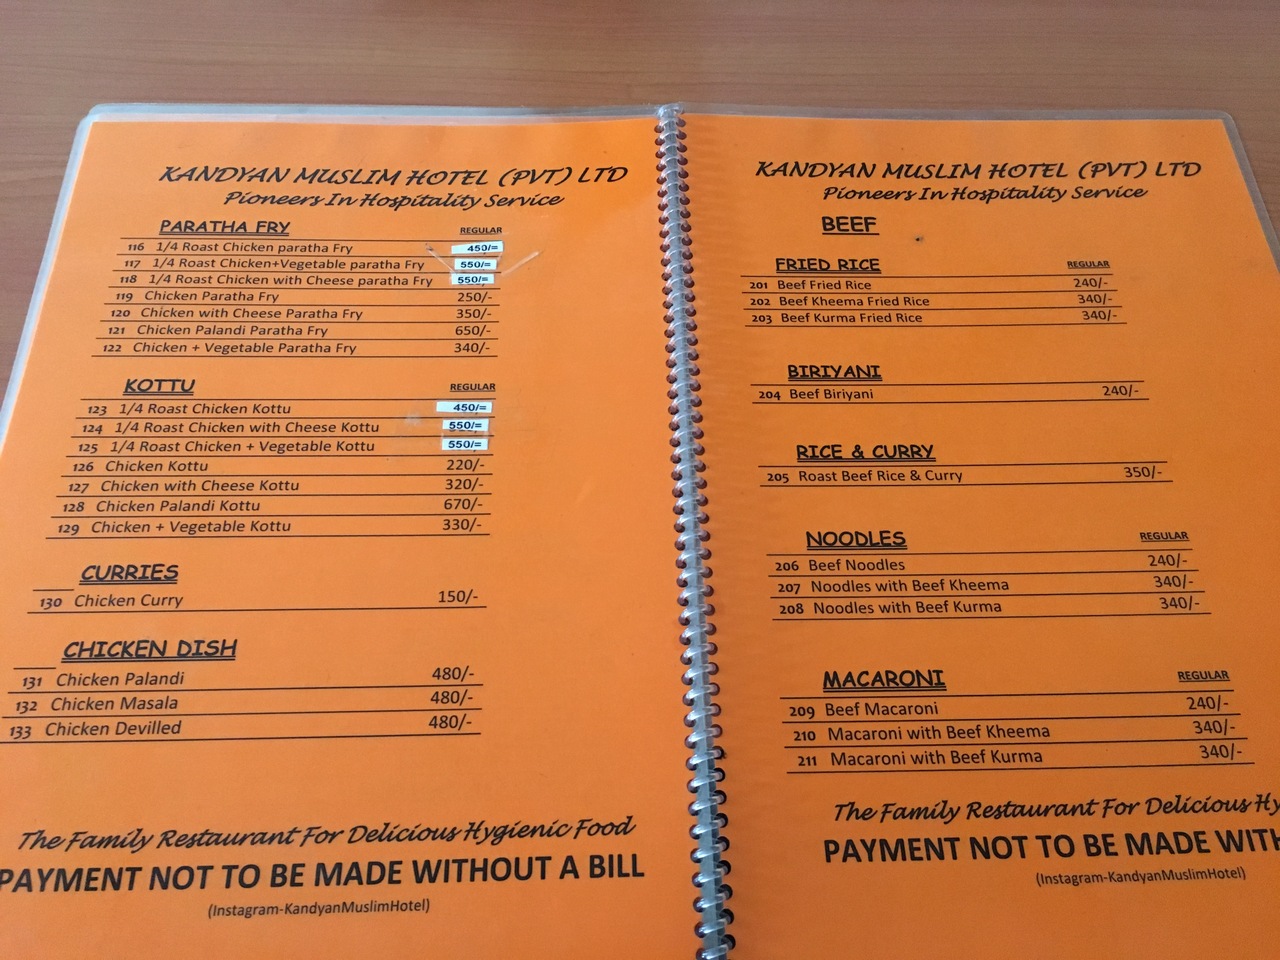 KANDYAN MUSLIM HOTEL (PVT) LTD
Pioneers In Hospitality Service
PARATHA FRY REGULAR
116 1/4 Roast Chicken paratha Fry 450/=
117 1/4 Roast Chicken+Vegetable paratha Fry 550/=
118 1/4 Roast Chicken with Cheese paratha Fry 550/=
119 Chicken Paratha Fry 250/-
120 Chicken with Cheese Paratha Fry 350/-
121 Chicken Palandi Paratha Fry 650/-
122 Chicken + Vegetable Paratha Fry 340/-
KOTTU REGULAR
123 1/4 Roast Chicken Kottu 450/=
124 1/4 Roast Chicken with Cheese Kottu 550/=
125 1/4 Roast Chicken + Vegetable Kottu 550/=
126 Chicken Kottu 220/-
127 Chicken with Cheese Kottu 320/-
128 Chicken Palandi Kottu 670/-
129 Chicken + Vegetable Kottu 330/-
CURRIES
130 Chicken Curry 150/-
CHICKEN DISH
131 Chicken Palandi 480/-
132 Chicken Masala 480/-
133 Chicken Devilled 480/-
The Family Restaurant For Delicious Hygienic Food
PAYMENT NOT TO BE MADE WITHOUT A BILL
(Instagram-KandyanMuslimHotel)
KANDYAN MUSLIM HOTEL (PVT) LTD
Pioneers In Hospitality Service
BEEF
FRIED RICE REGULAR
201 Beef Fried Rice 240/-
202 Beef Kheema Fried Rice 340/-
203 Beef Kurma Fried Rice 340/-
BIRIYANI
204 Beef Biriyani 240/-
RICE & CURRY
205 Roast Beef Rice & Curry 350/-
NOODLES REGULAR
206 Beef Noodles 240/-
207 Noodles with Beef Kheema 340/-
208 Noodles with Beef Kurma 340/-
MACARONI REGULAR
209 Beef Macaroni 240/-
210 Macaroni with Beef Kheema 340/-
211 Macaroni with Beef Kurma 340/-
The Family Restaurant For Delicious Hy
PAYMENT NOT TO BE MADE WITH
(Instagram-KandyanMuslimHotel)